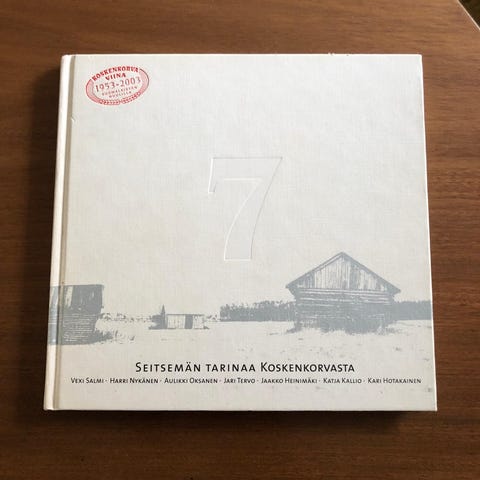 KOSKENKORVA
VIINA
1953-2003
7
SEITSEMÄN TARINAA KOSKENKORVASTA
VEXI SALMI · HARRI NYKÄNEN · AULIKKI OKSANEN · JARI TERVO · JAAKKO HEINIMÄKI · KATJA KALLIO · KARI HOTAKAINEN